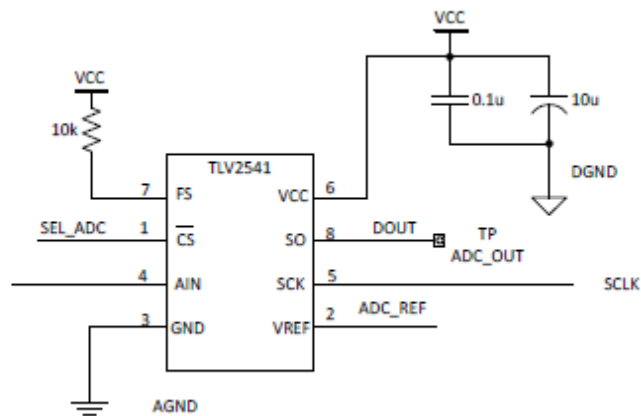 VCC
VCC
10k
0.1u
10u
TLV2541
DGND
7 FS
VCC 6
SEL_ADC 1 CS
SO 8 DOUT
TP
ADC_OUT
4 AIN
SCK 5
SCLK
3 GND
VREF 2 ADC_REF
AGND